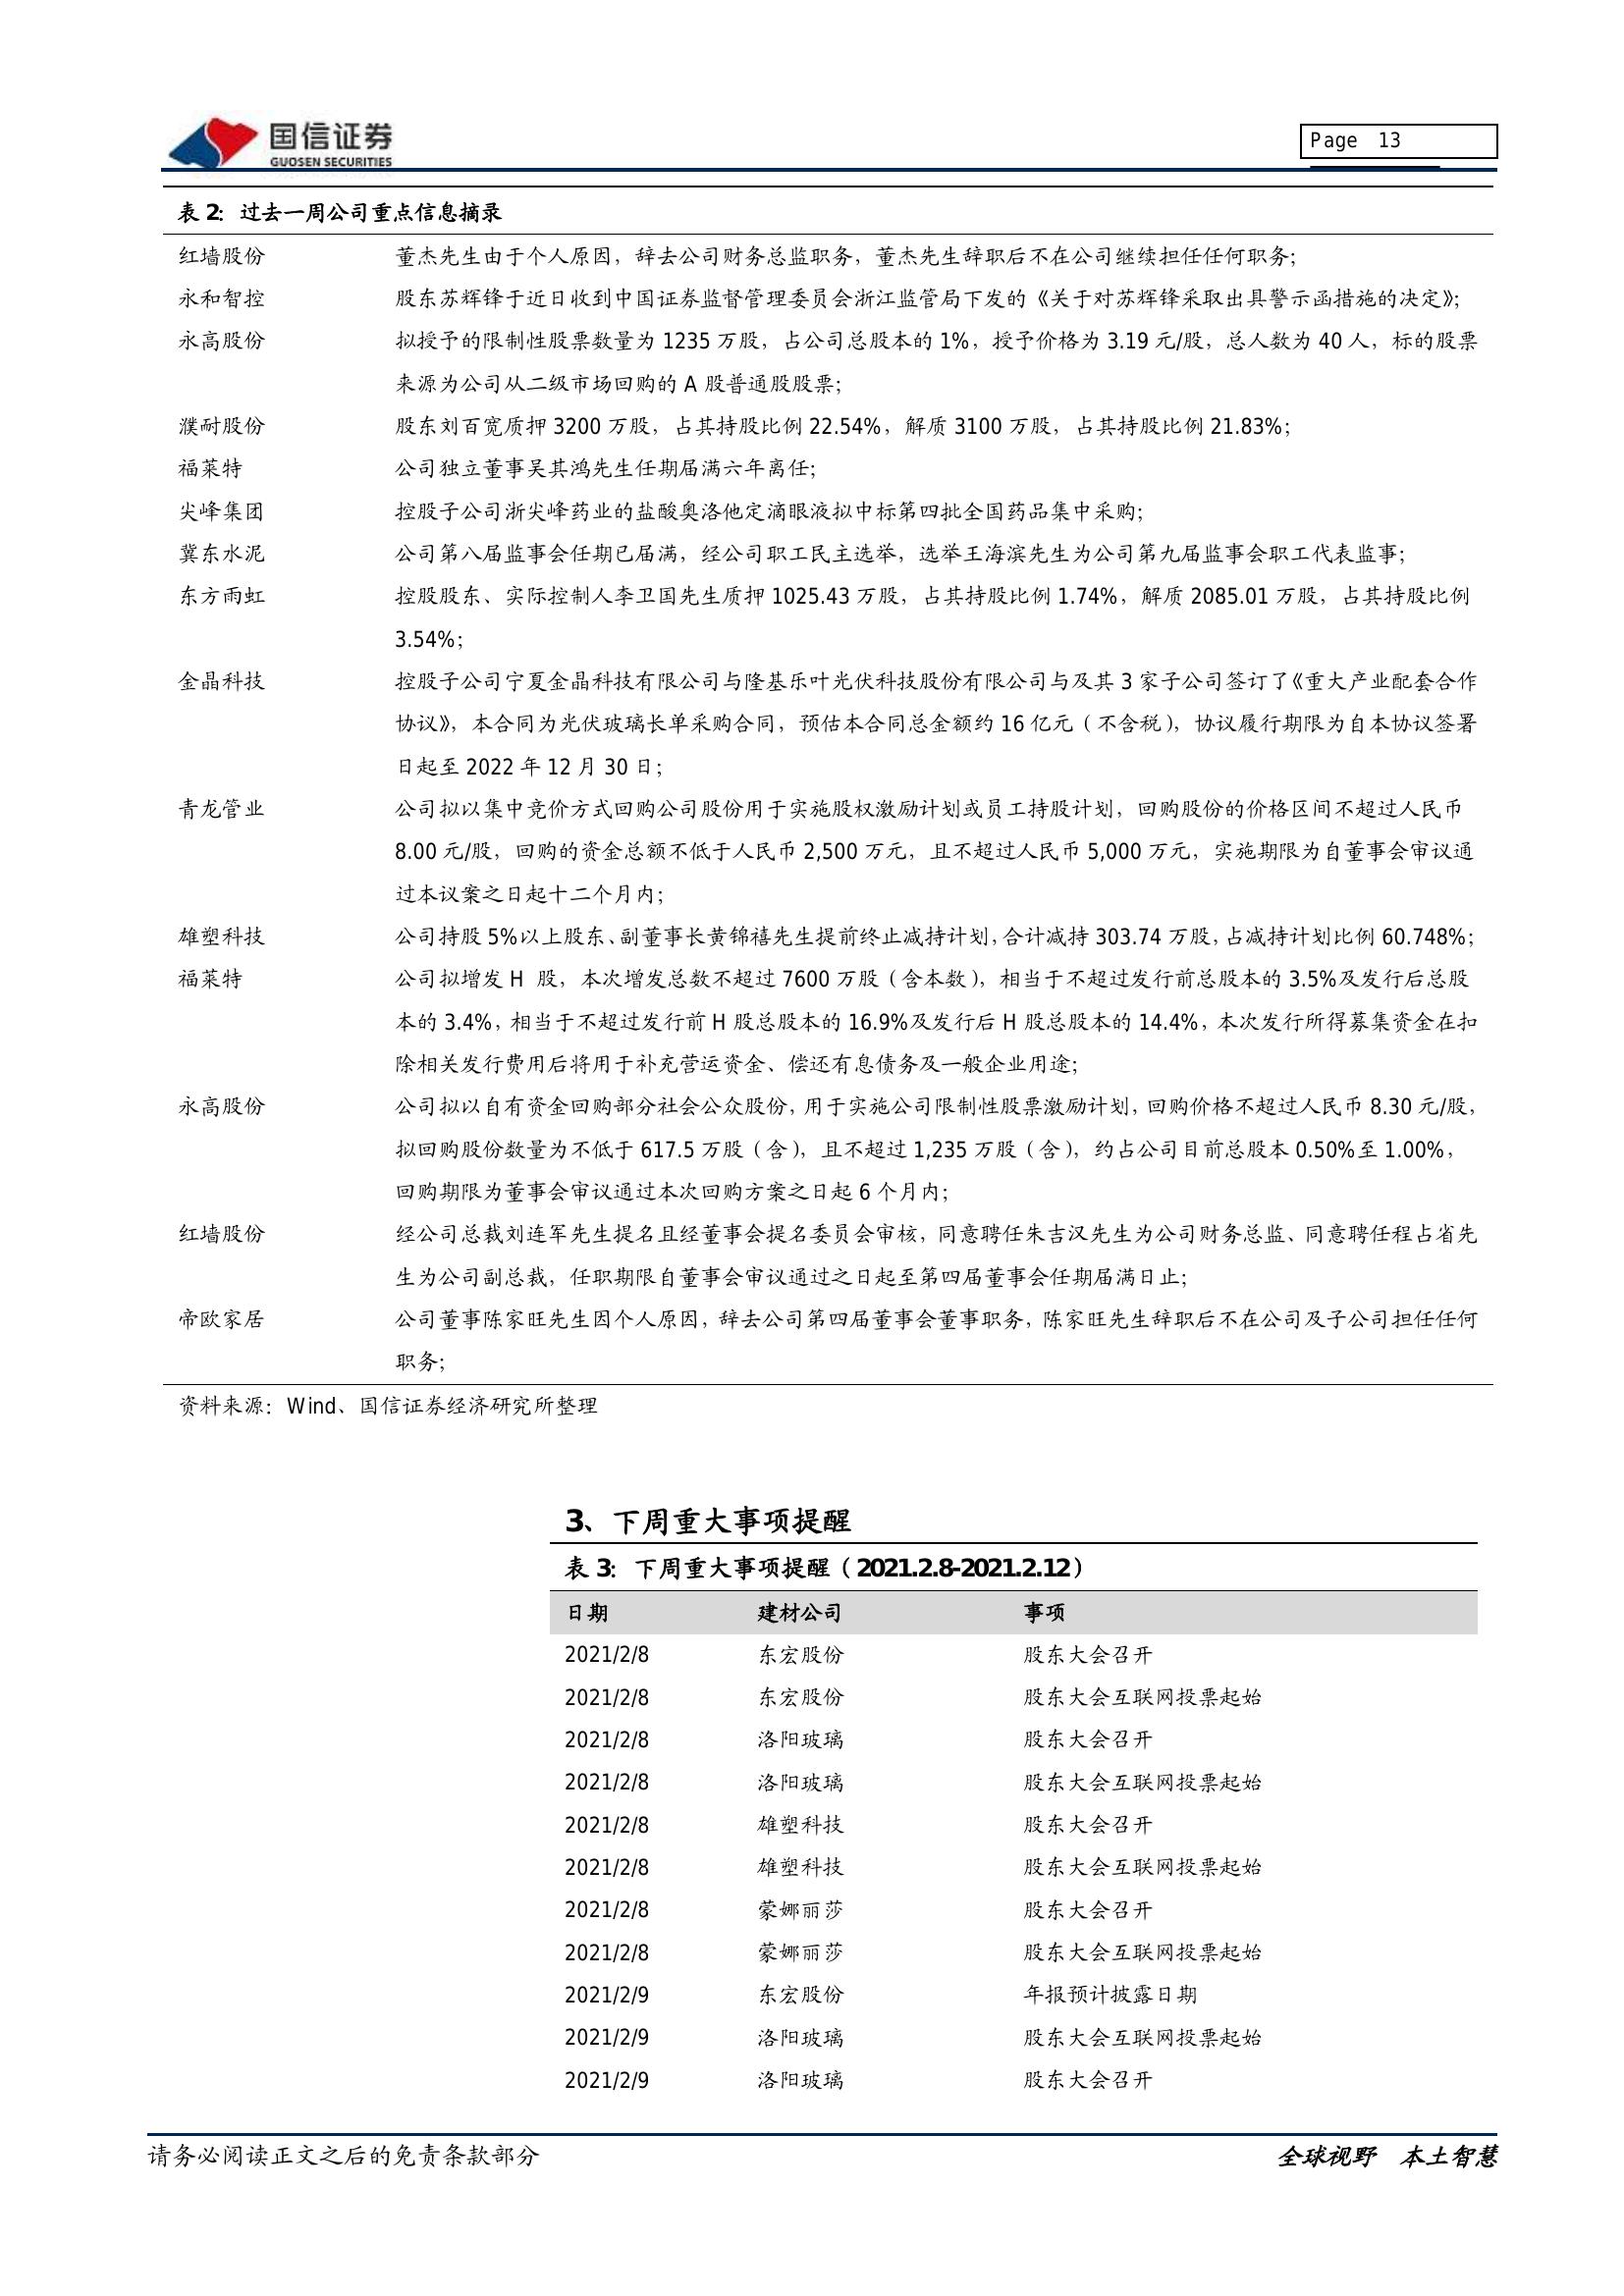 国信证券
GUOSEN SECURITIES
Page 13
表 2：过去一周公司重点信息摘录
红墙股份 董杰先生由于个人原因，辞去公司财务总监职务，董杰先生辞职后不在公司继续担任任何职务；
永和智控 股东苏辉锋于近日收到中国证券监督管理委员会浙江监管局下发的《关于对苏辉锋采取出具警示函措施的决定》；
永高股份 拟授予的限制性股票数量为 1235 万股，占公司总股本的 1%，授予价格为 3.19 元/股，总人数为 40 人，标的股票
来源为公司从二级市场回购的 A 股普通股股票；
濮耐股份 股东刘百宽质押 3200 万股，占其持股比例 22.54%，解质 3100 万股，占其持股比例 21.83%；
福莱特 公司独立董事吴其鸿先生任期届满六年离任；
尖峰集团 控股子公司浙尖峰药业的盐酸奥洛他定滴眼液拟中标第四批全国药品集中采购；
冀东水泥 公司第八届监事会任期已届满，经公司职工民主选举，选举王海滨先生为公司第九届监事会职工代表监事；
东方雨虹 控股股东、实际控制人李卫国先生质押 1025.43 万股，占其持股比例 1.74%，解质 2085.01 万股，占其持股比例
3.54%；
金晶科技 控股子公司宁夏金晶科技有限公司与隆基乐叶光伏科技股份有限公司与及其 3 家子公司签订了《重大产业配套合作
协议》，本合同为光伏玻璃长单采购合同，预估本合同总金额约 16 亿元（不含税），协议履行期限为自本协议签署
日起至 2022 年 12 月 30 日；
青龙管业 公司拟以集中竞价方式回购公司股份用于实施股权激励计划或员工持股计划，回购股份的价格区间不超过人民币
8.00 元/股，回购的资金总额不低于人民币 2,500 万元，且不超过人民币 5,000 万元，实施期限为自董事会审议通
过本议案之日起十二个月内；
雄塑科技 公司持股 5%以上股东、副董事长黄锦禧先生提前终止减持计划，合计减持 303.74 万股，占减持计划比例 60.748%；
福莱特 公司拟增发 H 股，本次增发总数不超过 7600 万股（含本数），相当于不超过发行前总股本的 3.5%及发行后总股
本的 3.4%，相当于不超过发行前 H 股总股本的 16.9%及发行后 H 股总股本的 14.4%，本次发行所得募集资金在扣
除相关发行费用后将用于补充营运资金、偿还有息债务及一般企业用途；
永高股份 公司拟以自有资金回购部分社会公众股份，用于实施公司限制性股票激励计划，回购价格不超过人民币 8.30 元/股，
拟回购股份数量为不低于 617.5 万股（含），且不超过 1,235 万股（含），约占公司目前总股本 0.50%至 1.00%，
回购期限为董事会审议通过本次回购方案之日起 6 个月内；
红墙股份 经公司总裁刘连军先生提名且经董事会提名委员会审核，同意聘任朱吉汉先生为公司财务总监、同意聘任程占省先
生为公司副总裁，任职期限自董事会审议通过之日起至第四届董事会任期届满日止；
帝欧家居 公司董事陈家旺先生因个人原因，辞去公司第四届董事会董事职务，陈家旺先生辞职后不在公司及子公司担任任何
职务；
资料来源：Wind、国信证券经济研究所整理
3、下周重大事项提醒
表 3：下周重大事项提醒（2021.2.8-2021.2.12）
日期 建材公司 事项
2021/2/8 东宏股份 股东大会召开
2021/2/8 东宏股份 股东大会互联网投票起始
2021/2/8 洛阳玻璃 股东大会召开
2021/2/8 洛阳玻璃 股东大会互联网投票起始
2021/2/8 雄塑科技 股东大会召开
2021/2/8 雄塑科技 股东大会互联网投票起始
2021/2/8 蒙娜丽莎 股东大会召开
2021/2/8 蒙娜丽莎 股东大会互联网投票起始
2021/2/9 东宏股份 年报预计披露日期
2021/2/9 洛阳玻璃 股东大会互联网投票起始
2021/2/9 洛阳玻璃 股东大会召开
请务必阅读正文之后的免责条款部分 全球视野 本土智慧